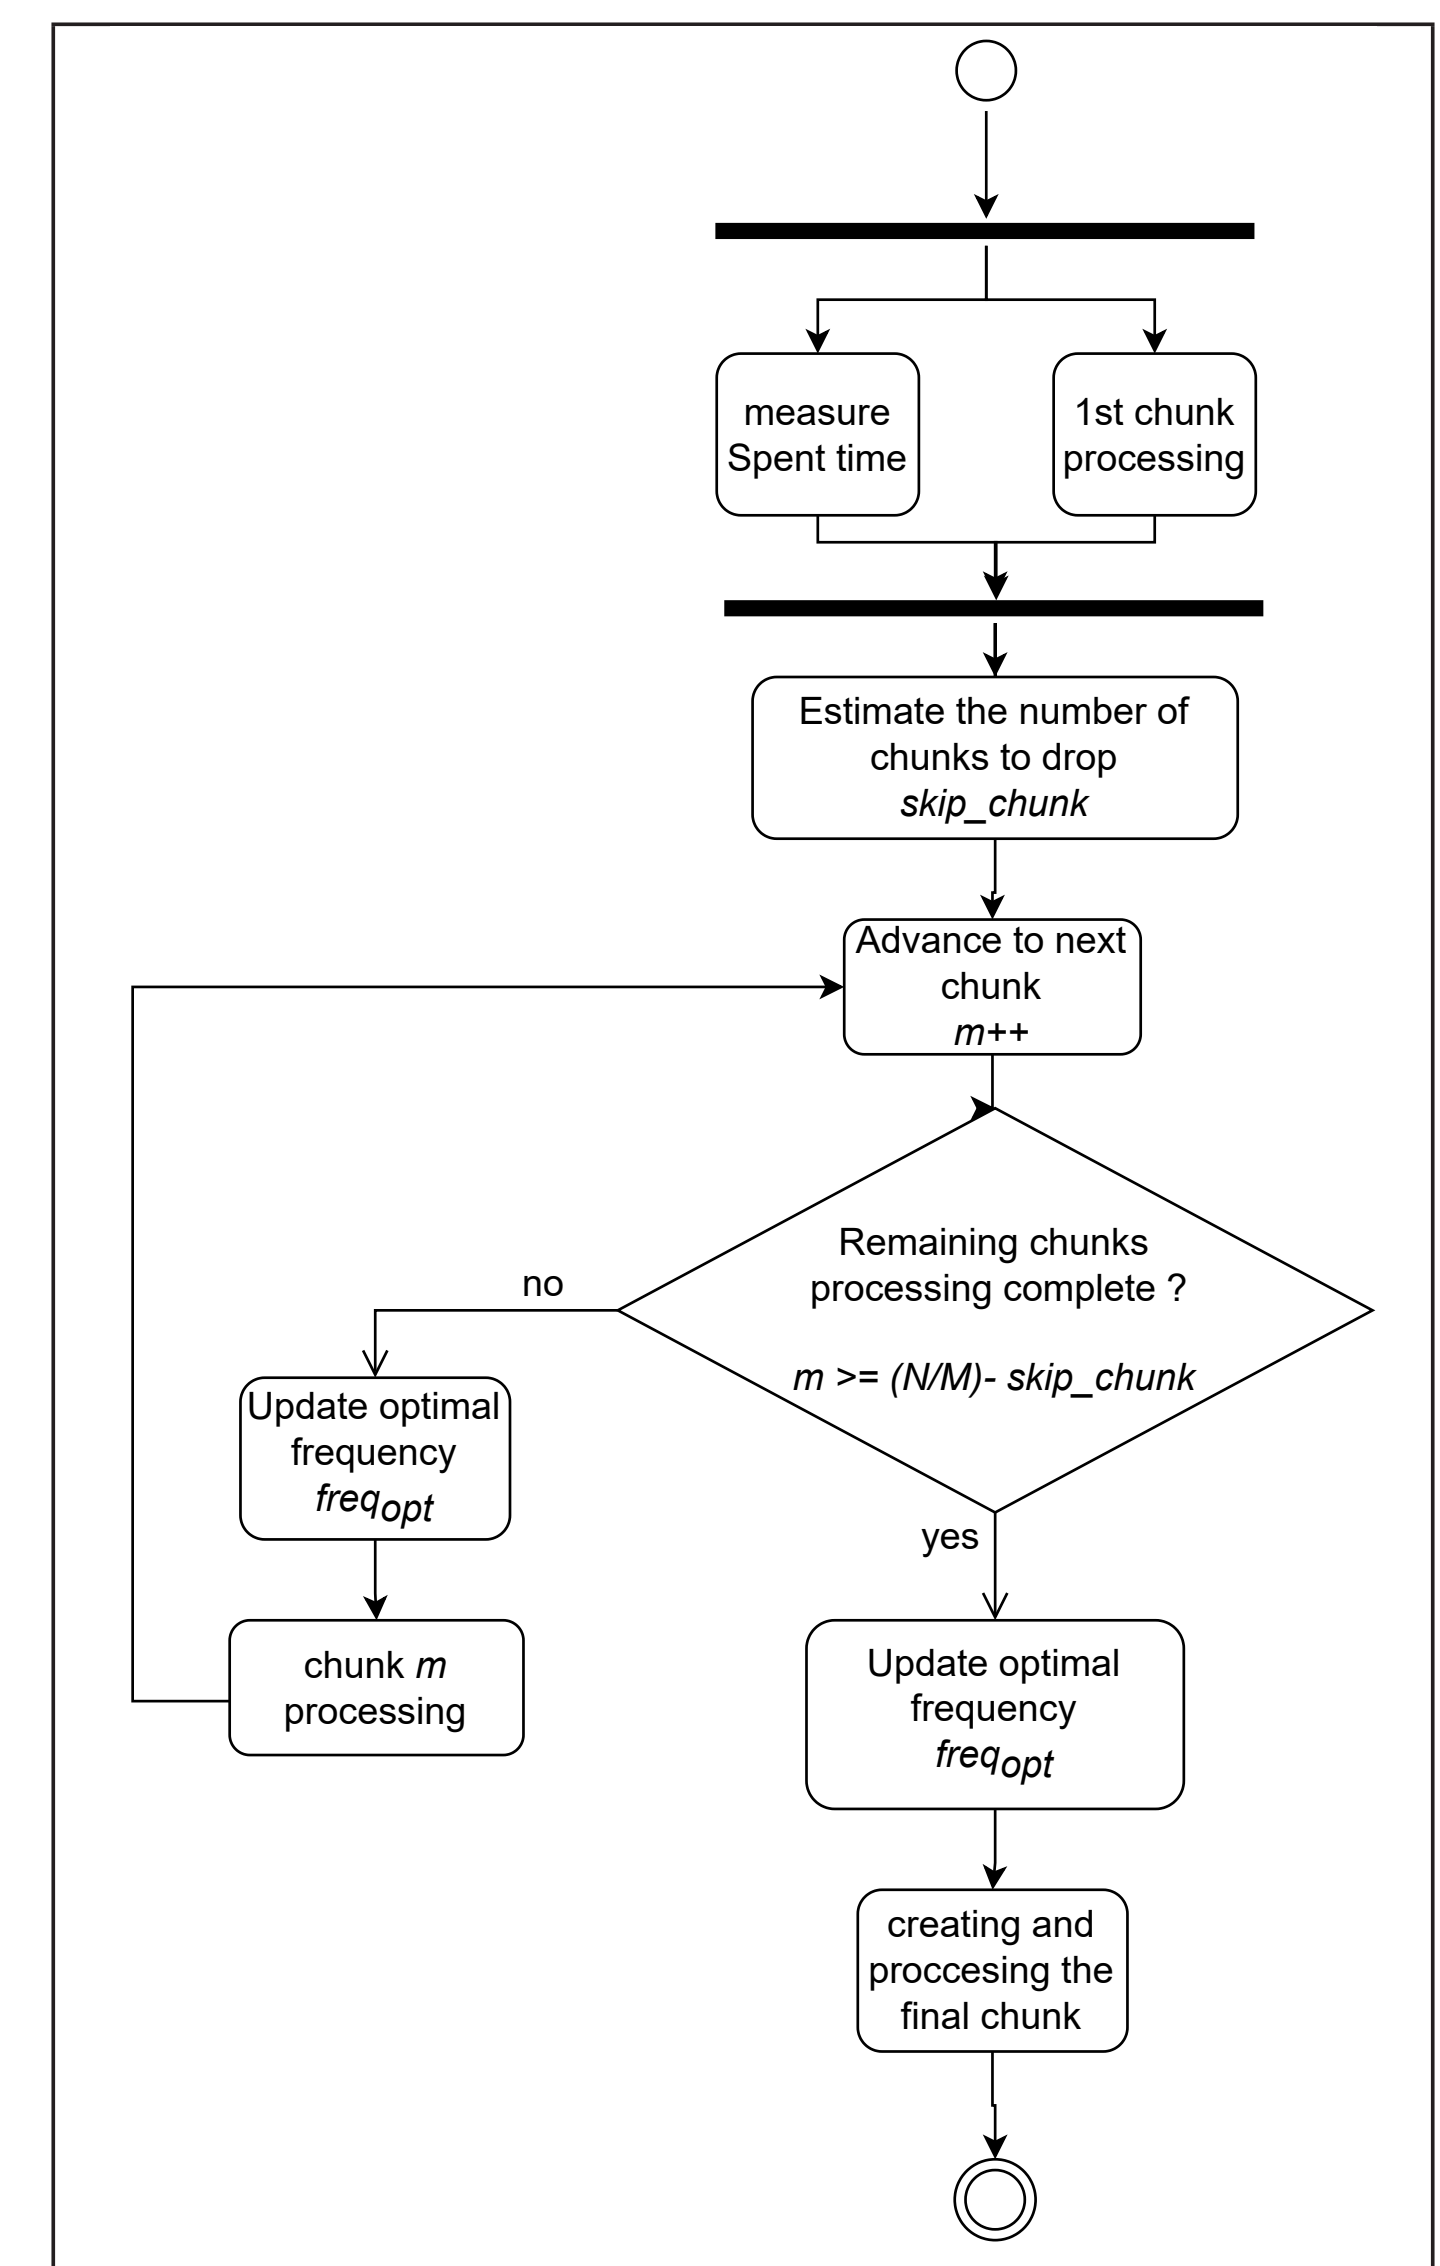 measure
Spent time
1st chunk
processing
Estimate the number of
chunks to drop
skip_chunk
Advance to next
chunk
m++
Remaining chunks
processing complete ?
m >= (N/M)- skip_chunk
no
Update optimal
frequency
freqopt
chunk m
processing
yes
Update optimal
frequency
freqopt
creating and
proccesing the
final chunk